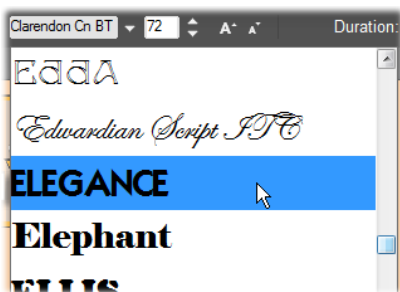 Clarendon Cn BT 72 A A Duration:
EddA
Edwardian Script ITC
ELEGANCE
Elephant
ELLIS